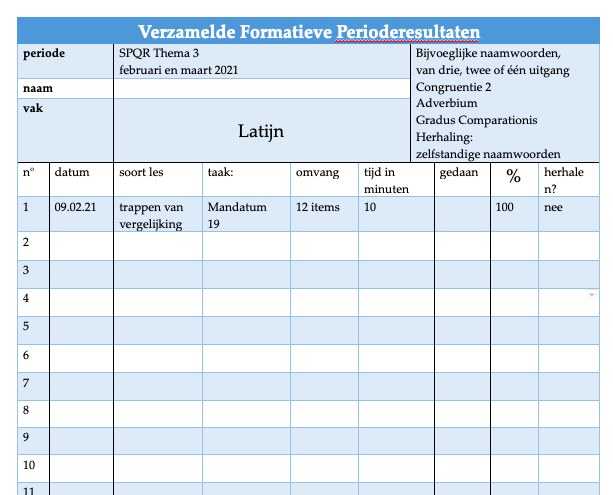 Verzamelde Formatieve Perioderesultaten
periode
SPQR Thema 3
februari en maart 2021
naam
vak
Latijn
Bijvoeglijke naamwoorden,
van drie, twee of één uitgang
Congruentie 2
Adverbium
Gradus Comparationis
Herhaling:
zelfstandige naamwoorden
n° datum soort les taak: omvang tijd in minuten gedaan % herhale n?
1 09.02.21 trappen van vergelijking Mandatum 19 12 items 10 100 nee
2
3
4
5
6
7
8
9
10
11